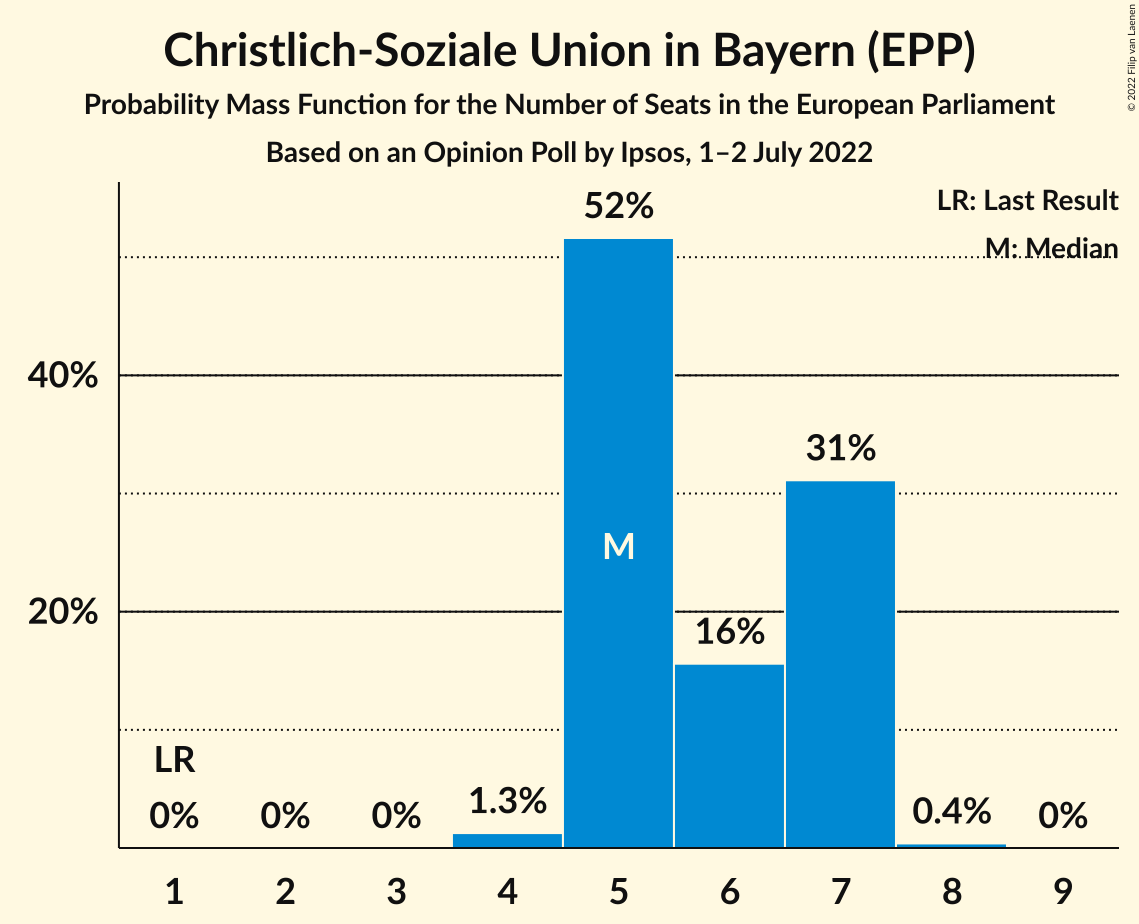 Christlich-Soziale Union in Bayern (EPP)
Probability Mass Function for the Number of Seats in the European Parliament
Based on an Opinion Poll by Ipsos, 1–2 July 2022
© 2022 Filip van Laenen
LR: Last Result
M: Median
52%
40%
31%
M
20%
16%
LR
0%
0%
0%
1.3%
0.4%
0%
1
2
3
4
5
6
7
8
9